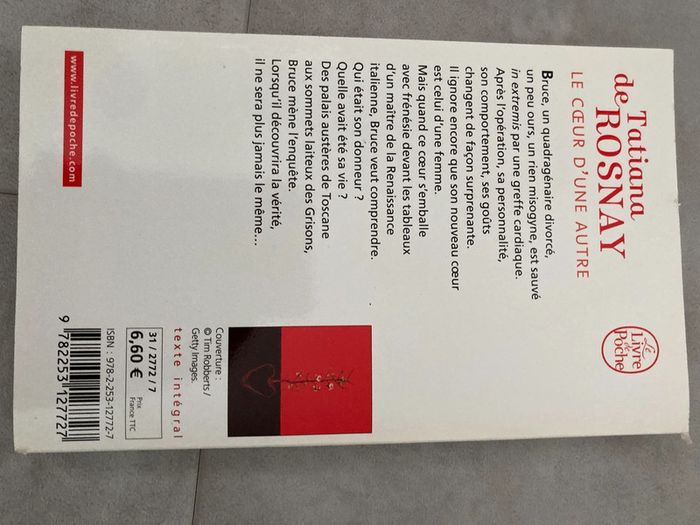 Tatiana
de ROSNAY
LE CŒUR D'UNE AUTRE
Le
Livre
de
Poche
Bruce, un quadragénaire divorcé,
un peu ours, un rien misogyne, est sauvé
in extremis par une greffe cardiaque.
Après l'opération, sa personnalité,
son comportement, ses goûts
changent de façon surprenante.
Il ignore encore que son nouveau cœur
est celui d'une femme.
Mais quand ce cœur s'emballe
avec frénésie devant les tableaux
d'un maître de la Renaissance
italienne, Bruce veut comprendre.
Qui était son donneur ?
Quelle avait été sa vie ?
Des palais austères de Toscane
aux sommets laiteux des Grisons,
Bruce mène l'enquête.
Lorsqu'il découvrira la vérité,
il ne sera plus jamais le même...
Couverture :
© Tim Robberts /
Getty Images.
texte intégral
31 / 2772 / 7
6,60 €
Prix
France TTC
ISBN : 978-2-253-12772-7
9 782253 127727
www.livredepoche.com